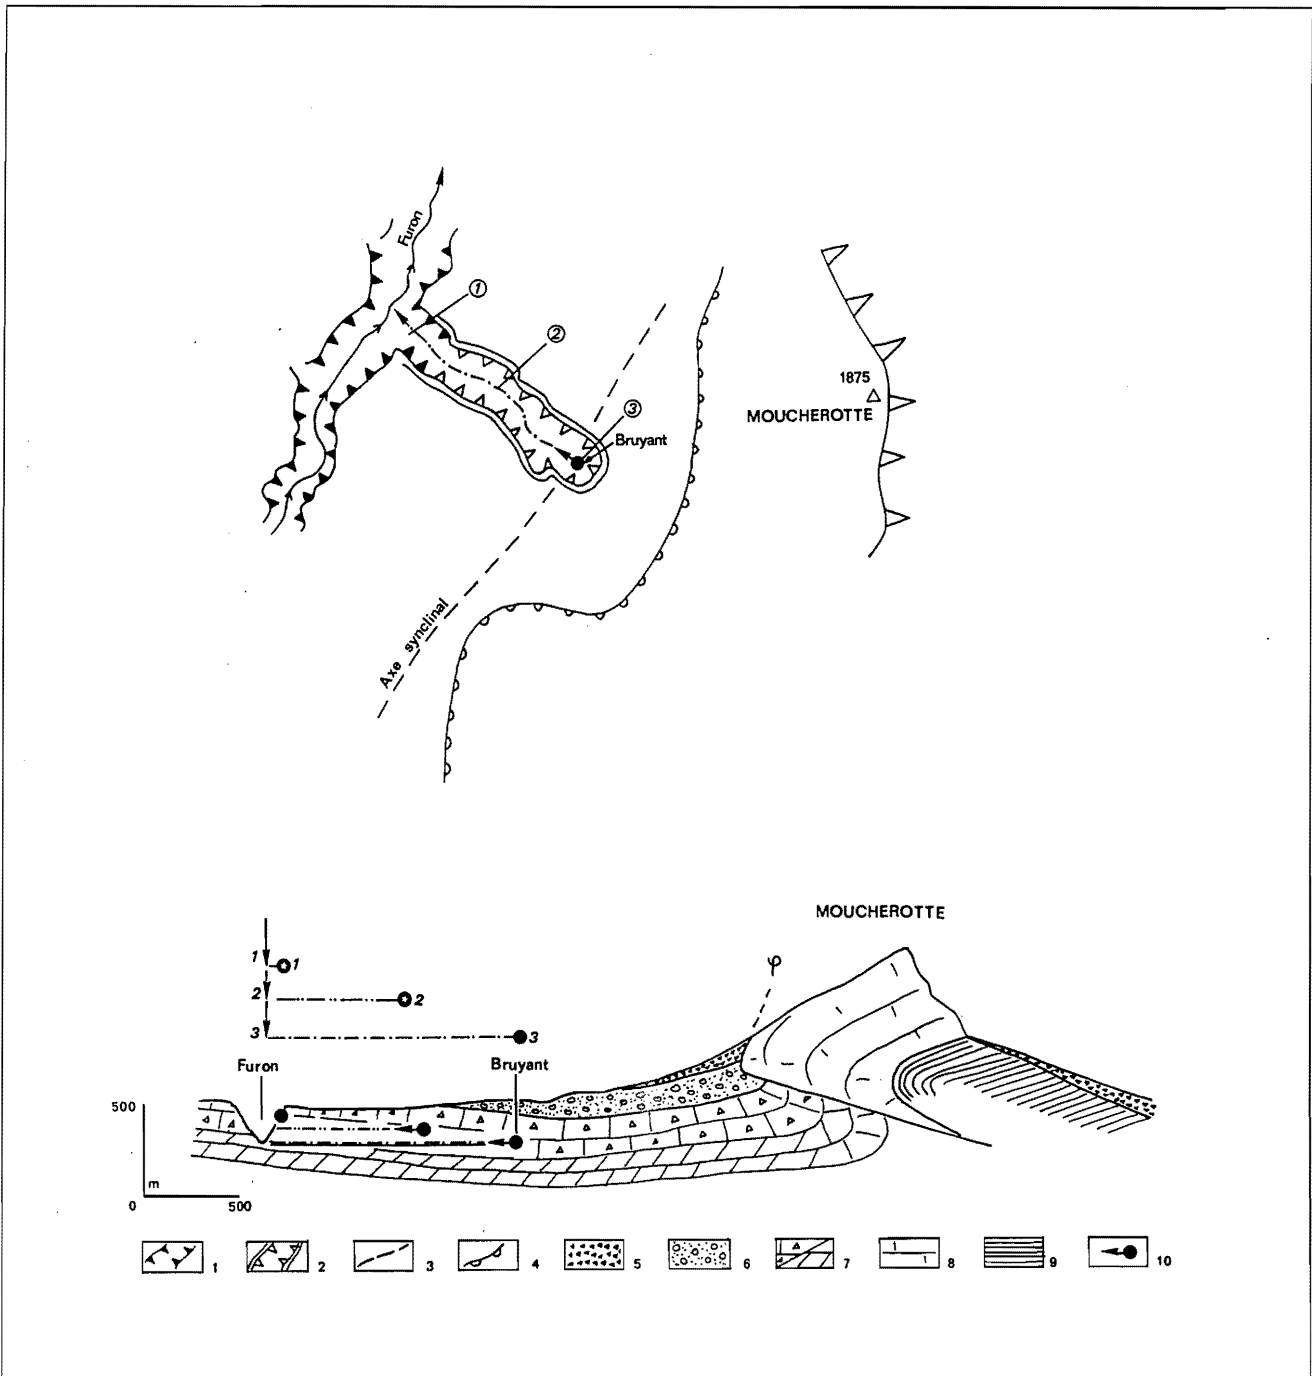 Furon
1
2
3
Bruyant
1875
MOUCHEROTTE
Axe synclinal
MOUCHEROTTE
φ
1 1
2 2
3 3
Furon
Bruyant
500
m
0 500
1 2 3 4 5 6 7 8 9 10